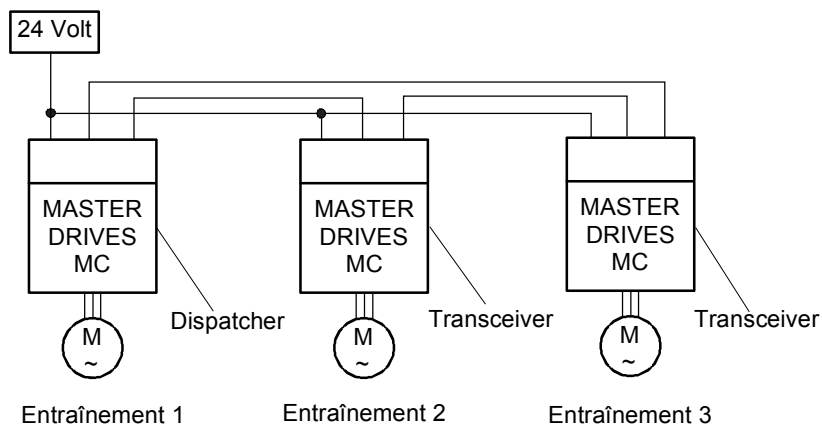 24 Volt
MASTER
DRIVES
MC
MASTER
DRIVES
MC
MASTER
DRIVES
MC
Dispatcher
Transceiver
Transceiver
M
~
M
~
M
~
Entraînement 1
Entraînement 2
Entraînement 3